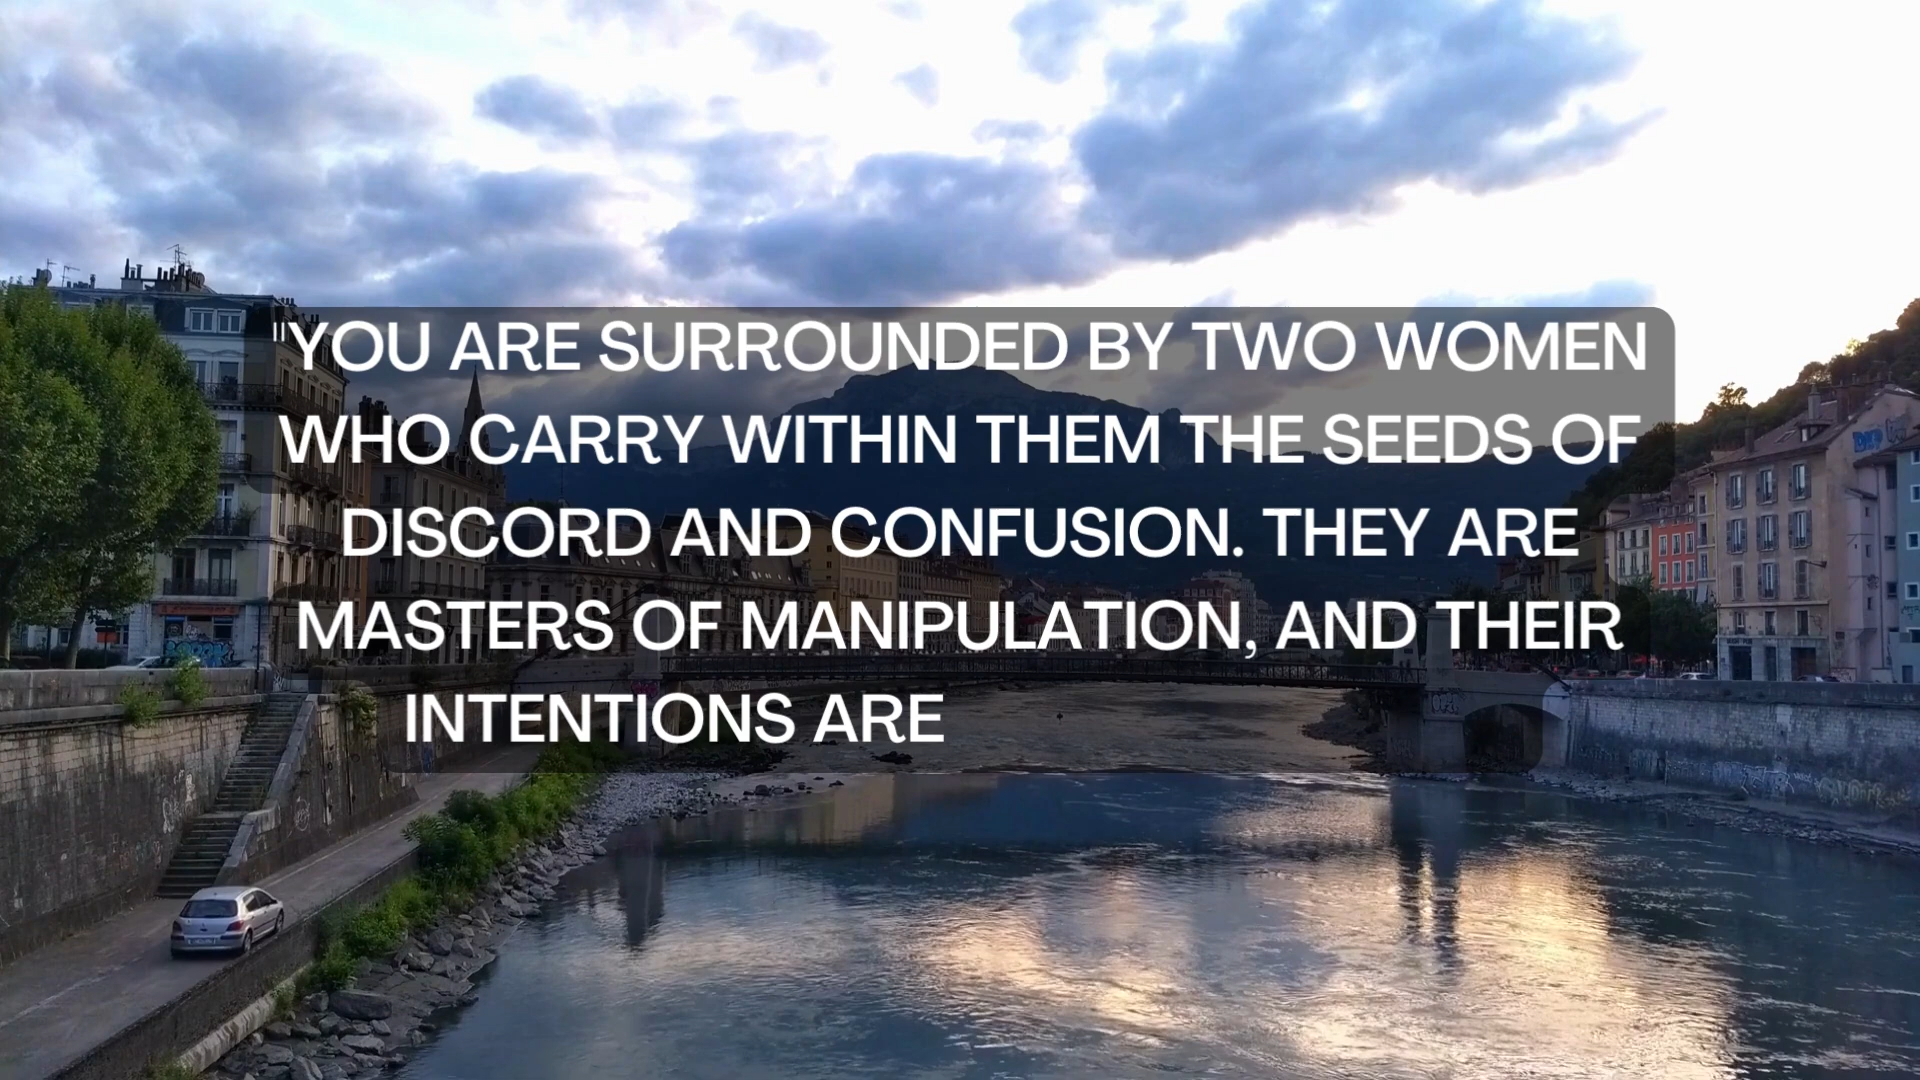 "YOU ARE SURROUNDED BY TWO WOMEN
WHO CARRY WITHIN THEM THE SEEDS OF
DISCORD AND CONFUSION. THEY ARE
MASTERS OF MANIPULATION, AND THEIR
INTENTIONS ARE